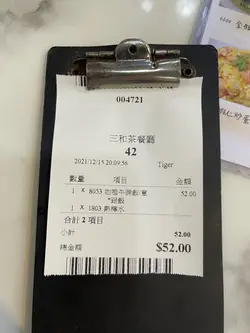 004721
三和茶餐廳
42
2021/12/15 20:09:56 Tiger
數量 項目 金額
1 X 8053 咖喱牛腩飯/意 52.00
*跟飯
1 X 1803 熱檸水
合計 2 項目
小計 52.00
總金額 $52.00